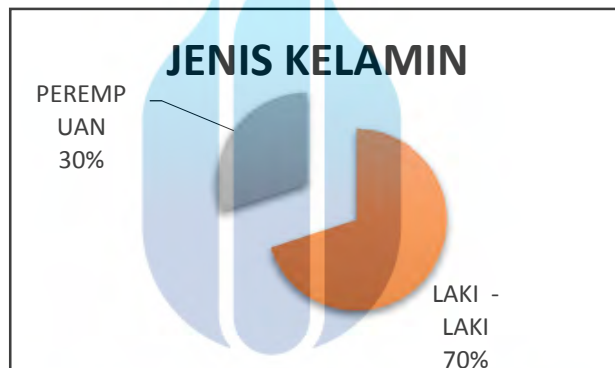 JENIS KELAMIN
PEREMP
UAN
30%
LAKI -
LAKI
70%